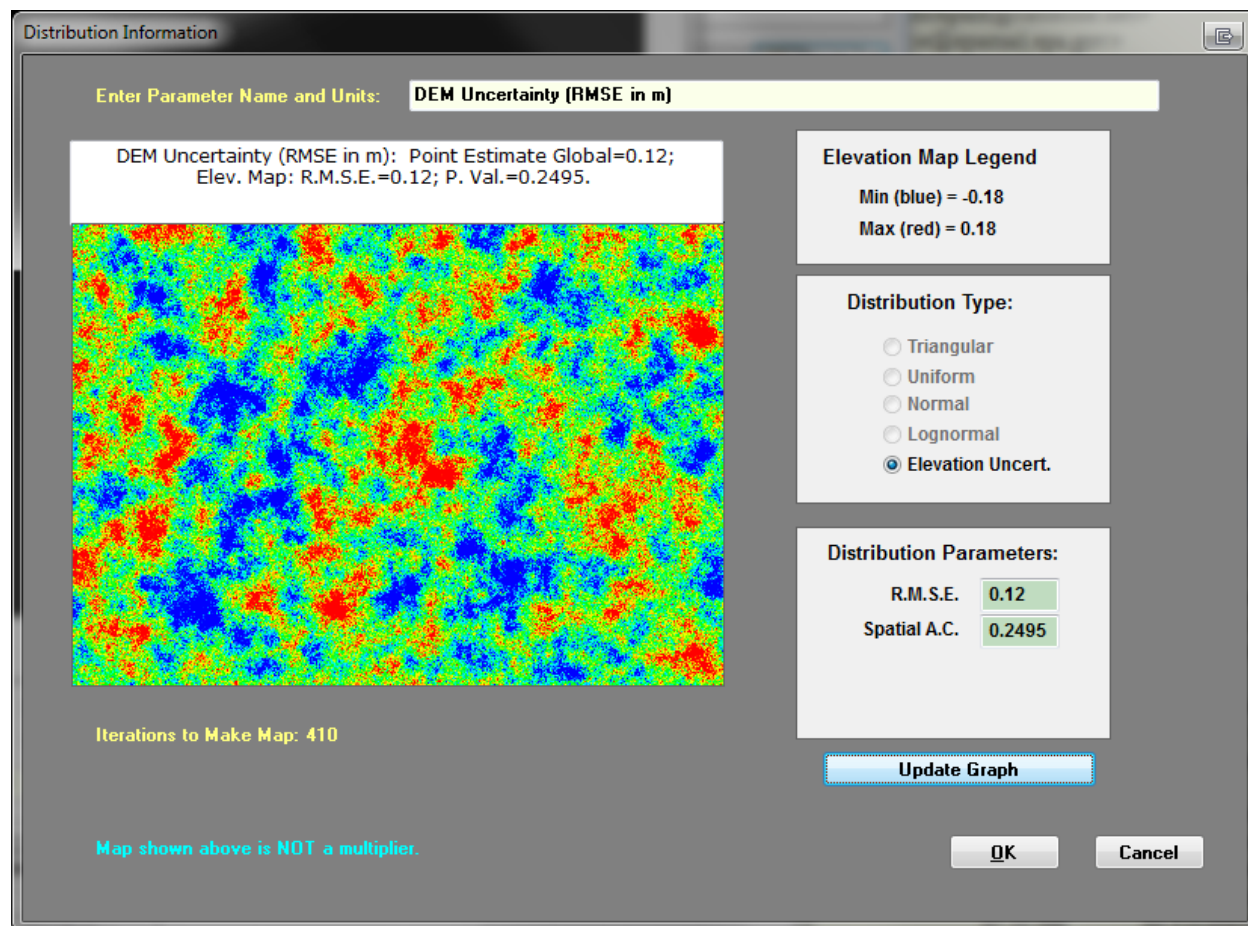 Distribution Information
Enter Parameter Name and Units:
DEM Uncertainty (RMSE in m)
DEM Uncertainty (RMSE in m):  Point Estimate Global=0.12;
Elev. Map: R.M.S.E.=0.12; P. Val.=0.2495.
Elevation Map Legend
Min (blue) = -0.18
Max (red) = 0.18
Distribution Type:
Triangular
Uniform
Normal
Lognormal
Elevation Uncert.
Distribution Parameters:
R.M.S.E. 0.12
Spatial A.C. 0.2495
Iterations to Make Map: 410
Update Graph
Map shown above is NOT a multiplier.
OK
Cancel